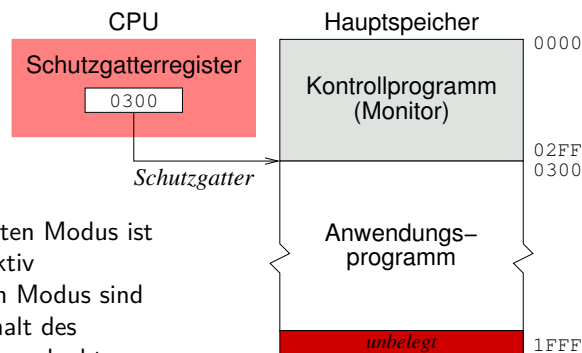 CPU
Hauptspeicher
Schutzgatterregister
0300
Schutzgatter
Kontrollprogramm
(Monitor)
0000
02FF
0300
Anwendungs–
programm
unbelegt
1FFF
ten Modus ist
ktiv
n Modus sind
halt des